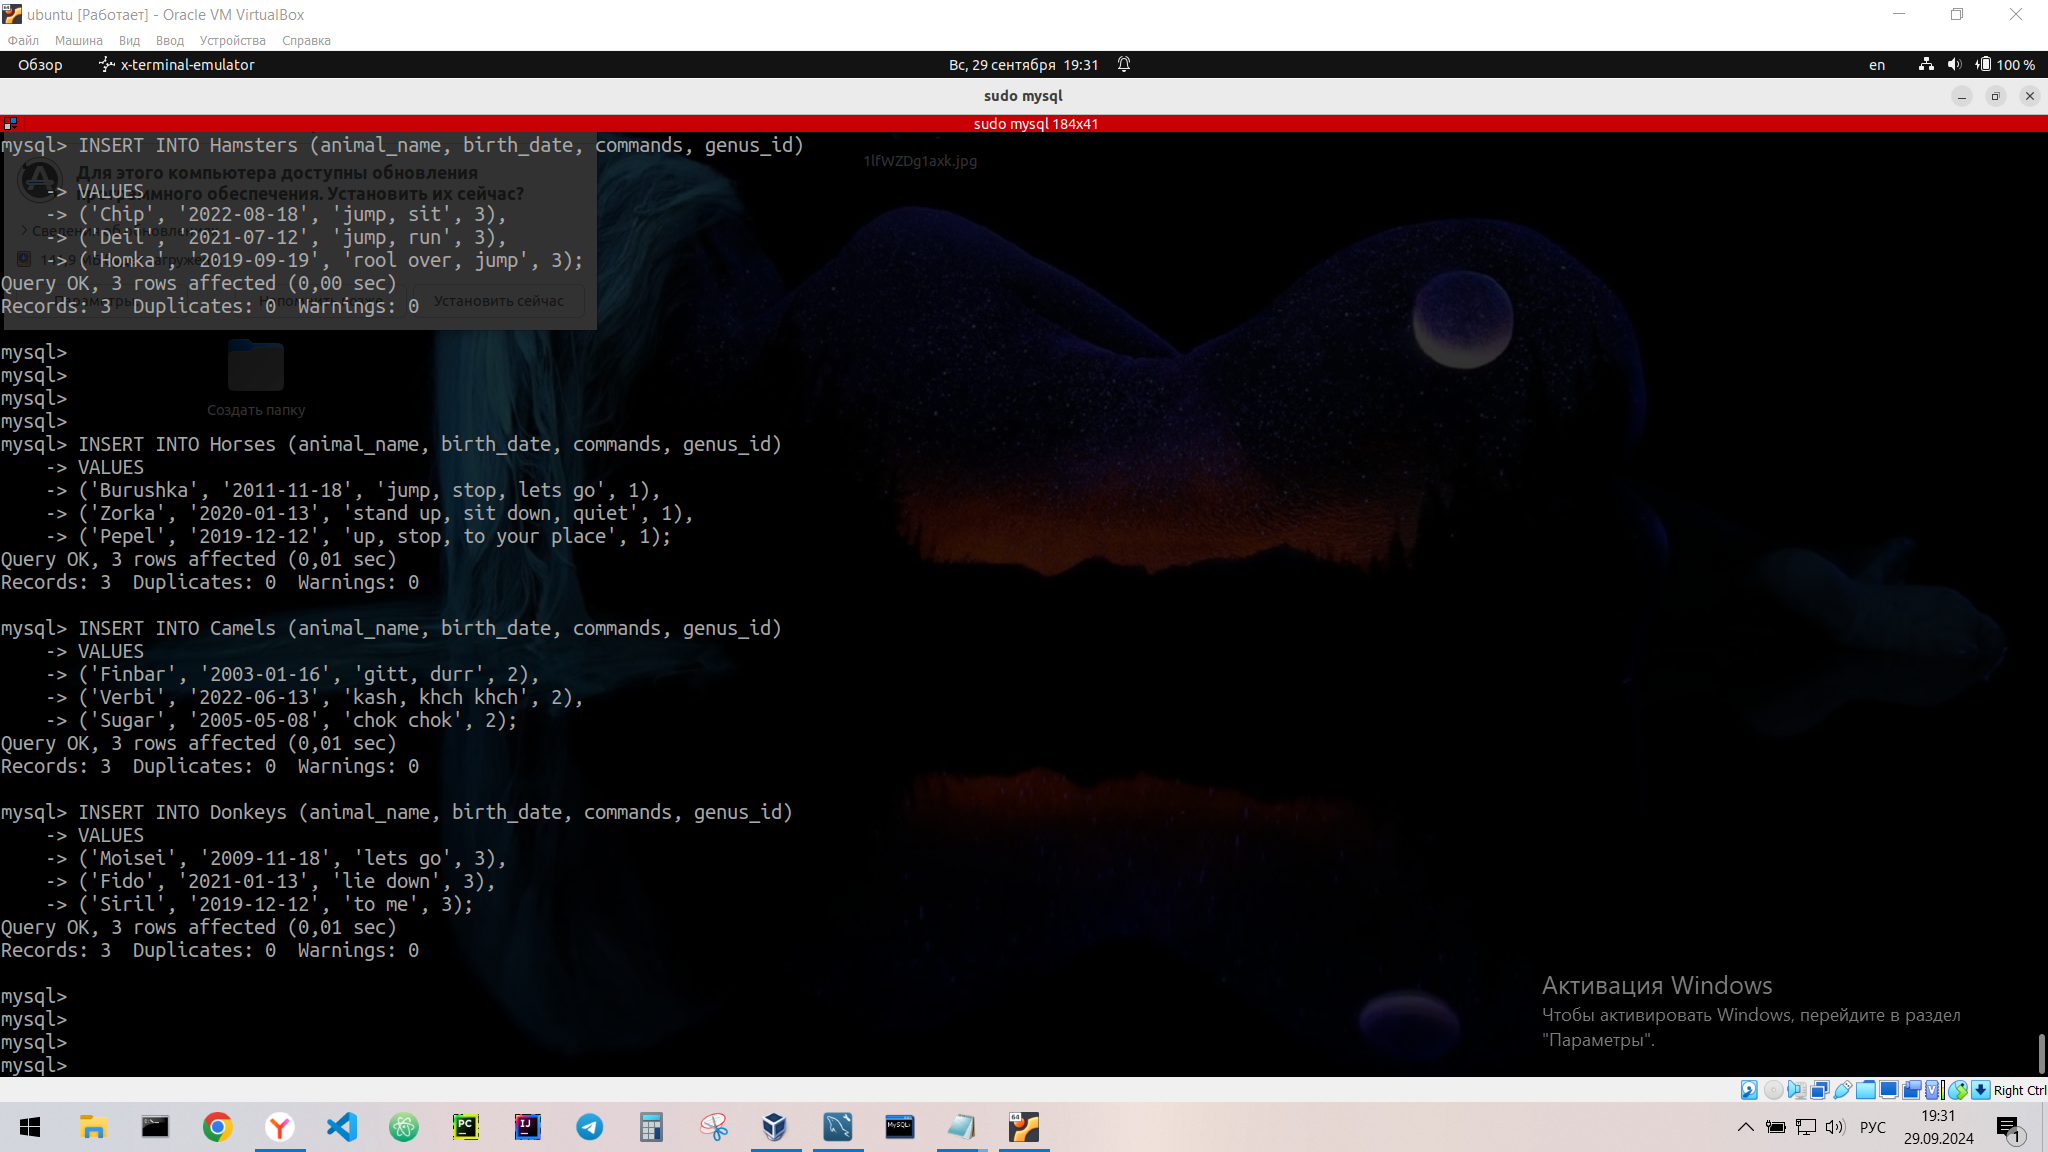 ubuntu [Работает] - Oracle VM VirtualBox
Файл Машина Вид Ввод Устройства Справка
Обзор x-terminal-emulator Вс, 29 сентября 19:31 en 100 %
sudo mysql
sudo mysql 184x41
mysql> INSERT INTO Hamsters (animal_name, birth_date, commands, genus_id)
1lfWZDg1axk.jpg
Для этого компьютера доступны обновления
программного обеспечения. Установить их сейчас?
-> VALUES
-> ('Chip', '2022-08-18', 'jump, sit', 3),
-> ('Deil', '2021-07-12', 'jump, run', 3),
-> ('Homka', '2019-09-19', 'rool over, jump', 3);
Query OK, 3 rows affected (0,00 sec)
Установить сейчас
Records: 3  Duplicates: 0  Warnings: 0
mysql>
mysql>
mysql>
Создать папку
mysql>
mysql> INSERT INTO Horses (animal_name, birth_date, commands, genus_id)
-> VALUES
-> ('Burushka', '2011-11-18', 'jump, stop, lets go', 1),
-> ('Zorka', '2020-01-13', 'stand up, sit down, quiet', 1),
-> ('Pepel', '2019-12-12', 'up, stop, to your place', 1);
Query OK, 3 rows affected (0,01 sec)
Records: 3  Duplicates: 0  Warnings: 0
mysql> INSERT INTO Camels (animal_name, birth_date, commands, genus_id)
-> VALUES
-> ('Finbar', '2003-01-16', 'gitt, durr', 2),
-> ('Verbi', '2022-06-13', 'kash, khch khch', 2),
-> ('Sugar', '2005-05-08', 'chok chok', 2);
Query OK, 3 rows affected (0,01 sec)
Records: 3  Duplicates: 0  Warnings: 0
mysql> INSERT INTO Donkeys (animal_name, birth_date, commands, genus_id)
-> VALUES
-> ('Moisei', '2009-11-18', 'lets go', 3),
-> ('Fido', '2021-01-13', 'lie down', 3),
-> ('Siril', '2019-12-12', 'to me', 3);
Query OK, 3 rows affected (0,01 sec)
Records: 3  Duplicates: 0  Warnings: 0
mysql>
mysql>
mysql>
mysql>
Активация Windows
Чтобы активировать Windows, перейдите в раздел
"Параметры".
Right Ctrl
PC IJ MySQL 64
РУС
19:31
29.09.2024
1